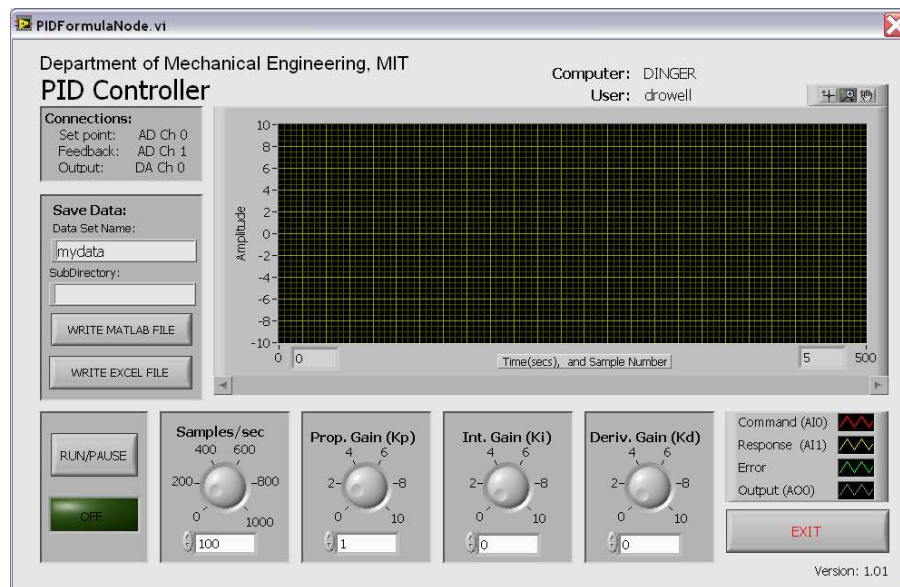 PIDFormulaNode.vi
Department of Mechanical Engineering, MIT
PID Controller
Computer: DINGER
User: drowell
Connections:
Set point: AD Ch 0
Feedback: AD Ch 1
Output: DA Ch 0
Save Data:
Data Set Name:
mydata
SubDirectory:
WRITE MATLAB FILE
WRITE EXCEL FILE
Amplitude
10
8
6
4
2
0
-2
-4
-6
-8
-10
0 0
Time(secs), and Sample Number
5 500
RUN/PAUSE
OFF
Samples/sec
400 600
200 800
0 1000
100
Prop. Gain (Kp)
4 6
2 8
0 10
1
Int. Gain (Ki)
4 6
2 8
0 10
0
Deriv. Gain (Kd)
4 6
2 8
0 10
0
Command (AI0)
Response (AI1)
Error
Output (AO0)
EXIT
Version: 1.01